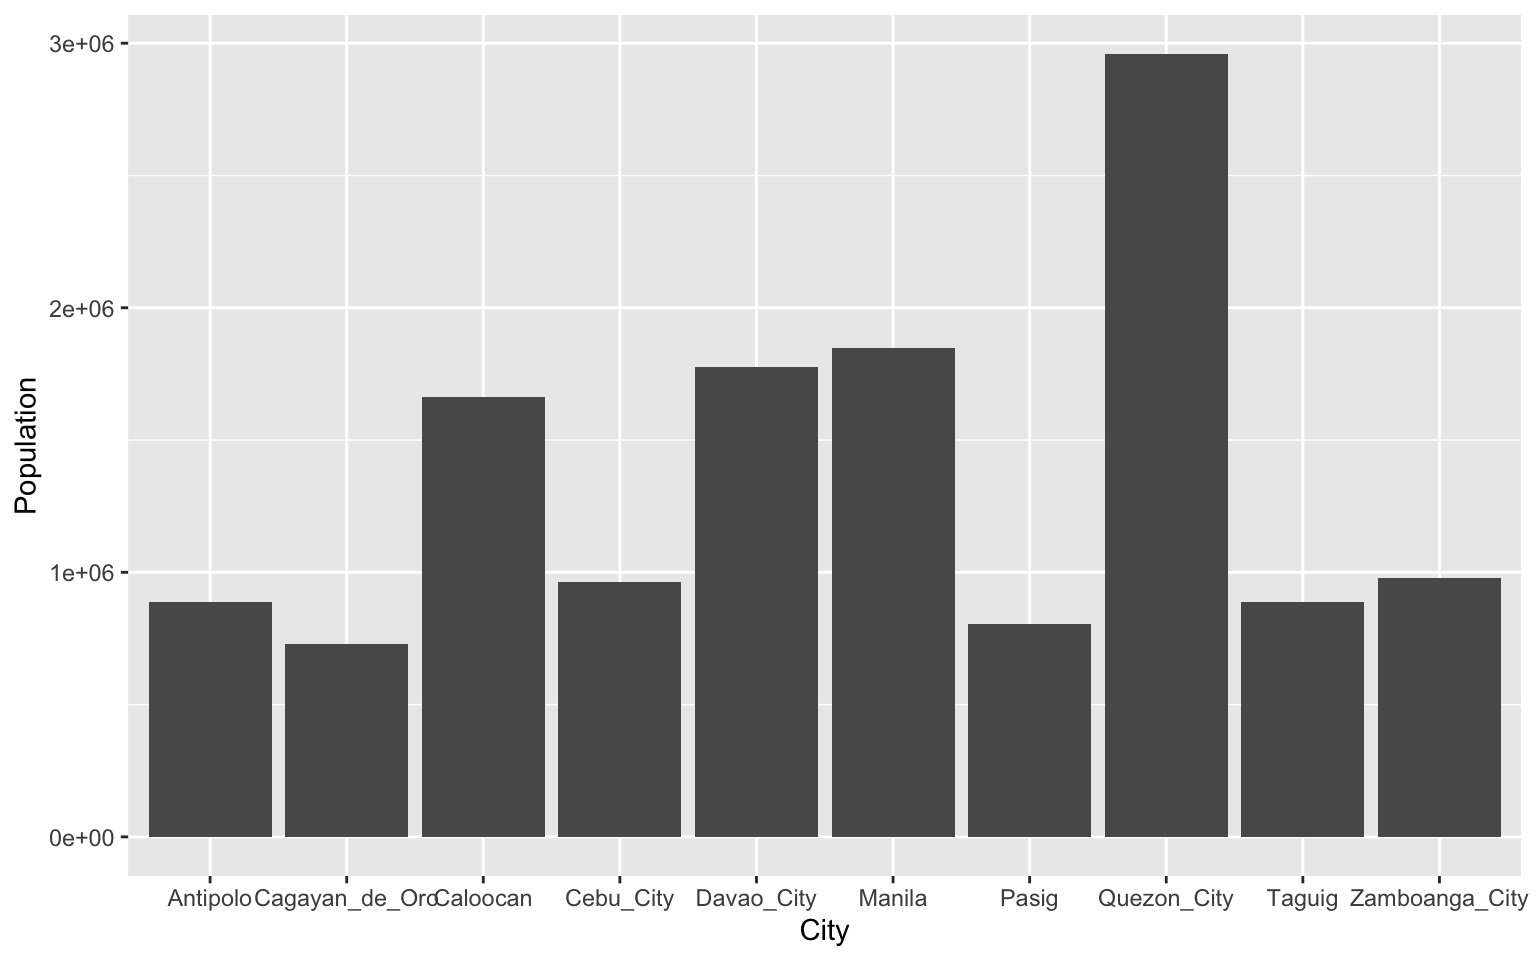 3e+06
2e+06
1e+06
0e+00
Population
Antipolo Cagayan_de_Oro Caloocan Cebu_City Davao_City Manila Pasig Quezon_City Taguig Zamboanga_City
City